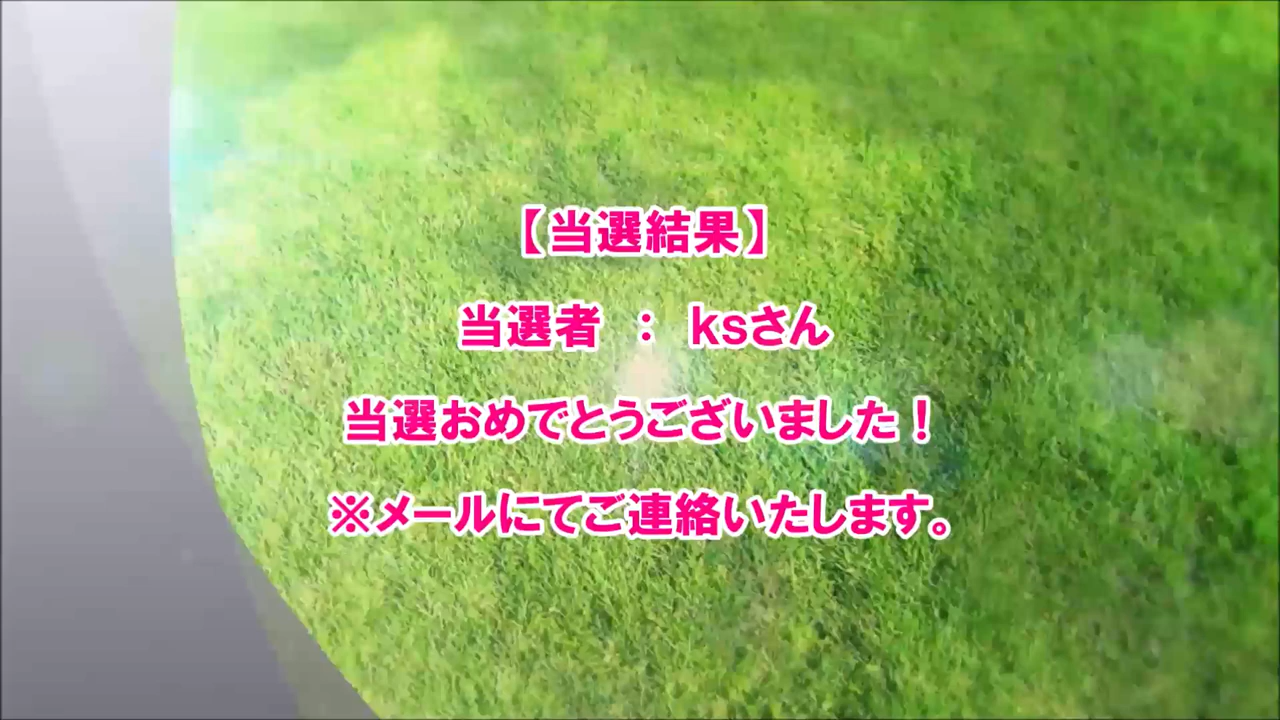 【当選結果】
当選者　：　ksさん
当選おめでとうございました！
※メールにてご連絡いたします。